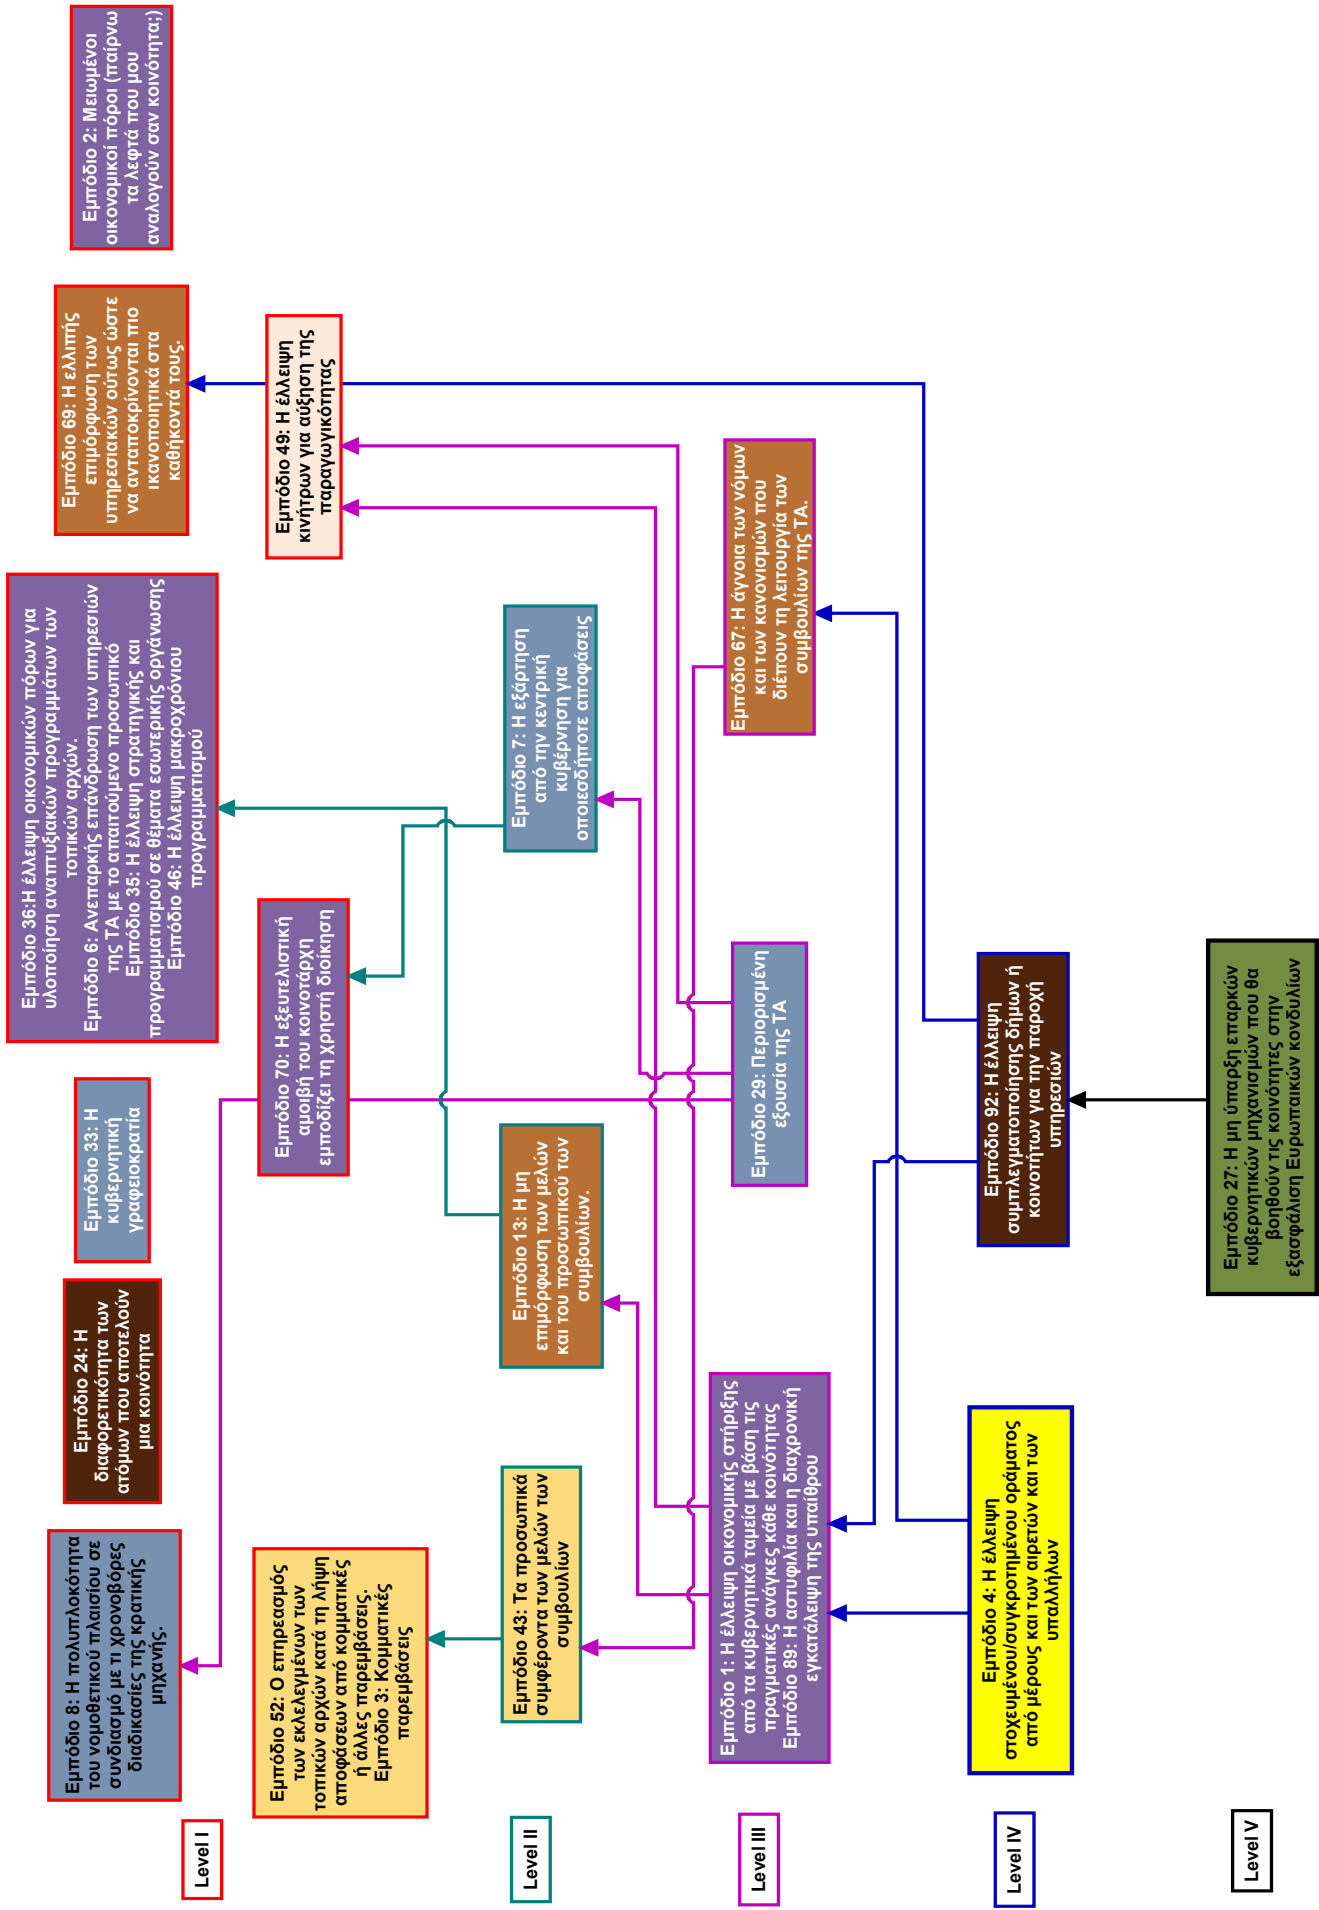 Level I
Εμπόδιο 8: Η πολυπλοκότητα
του νομοθετικού πλαισίου σε
συνδιασμό με τι χρονοβόρες
διαδικασίες της κρατικής
μηχανής.
Εμπόδιο 24: Η
διαφορετικότητα των
ατόμων που αποτελούν
μια κοινότητα
Εμπόδιο 33: Η
κυβερνητική
γραφειοκρατία
Εμπόδιο 36:Η έλλειψη οικονομικών πόρων για
υλοποίηση αναπτυξιακών προγραμμάτων των
τοπικών αρχών.
Εμπόδιο 6: Ανεπαρκής επάνδρωση των υπηρεσιών
της ΤΑ με το απαιτούμενο προσωπικό
Εμπόδιο 35: Η έλλειψη στρατηγικής και
προγραμματισμού σε θέματα εσωτερικής οργάνωσης
Εμπόδιο 46: Η έλλειψη μακροχρόνιου
προγραμματισμού
Εμπόδιο 69: Η ελλιπής
επιμόρφωση των
υπηρεσιακών ούτως ώστε
να ανταποκρίνονται πιο
ικανοποιητικά στα
καθήκοντά τους.
Εμπόδιο 2: Μειωμένοι
οικονομικοί πόροι (παίρνω
τα λεφτά που μου
αναλογούν σαν κοινότητα;)
Εμπόδιο 52: Ο επηρεασμός
των εκλελεγμένων των
τοπικών αρχών κατά τη λήψη
αποφάσεων από κομματικές
ή άλλες παρεμβάσεις.
Εμπόδιο 3: Κομματικές
παρεμβάσεις
Εμπόδιο 70: Η εξευτελιστική
αμοιβή του κοινοτάρχη
εμποδίζει τη χρηστή διοίκηση
Εμπόδιο 49: Η έλλειψη
κινήτρων για αύξηση της
παραγωγικότητας
Level II
Εμπόδιο 43: Τα προσωπικά
συμφέροντα των μελών των
συμβουλίων
Εμπόδιο 13: Η μη
επιμόρφωση των μελών
και του προσωπικού των
συμβουλίων.
Εμπόδιο 7: Η εξάρτηση
από την κεντρική
κυβέρνηση για
οποιεσδήποτε αποφάσεις
Level III
Εμπόδιο 1: Η έλλειψη οικονομικής στήριξης
από τα κυβερνητικά ταμεία με βάση τις
πραγματικές ανάγκες κάθε κοινότητας
Εμπόδιο 89: Η αστυφιλία και η διαχρονική
εγκατάλειψη της υπαίθρου
Εμπόδιο 29: Περιορισμένη
εξουσία της ΤΑ
Εμπόδιο 67: Η άγνοια των νόμων
και των κανονισμών που
διέπουν τη λειτουργία των
συμβουλίων της ΤΑ.
Level IV
Εμπόδιο 4: Η έλλειψη
στοχευμένου/συγκροτημένου οράματος
από μέρους και των αιρετών και των
υπαλλήλων
Εμπόδιο 92: Η έλλειψη
συμπλεγματοποίησης δήμων ή
κοινοτήτων για την παροχή
υπηρεσιών
Level V
Εμπόδιο 27: Η μη ύπαρξη επαρκών
κυβερνητικών μηχανισμών που θα
βοηθούν τις κοινότητες στην
εξασφάλιση Ευρωπαικών κονδυλίων